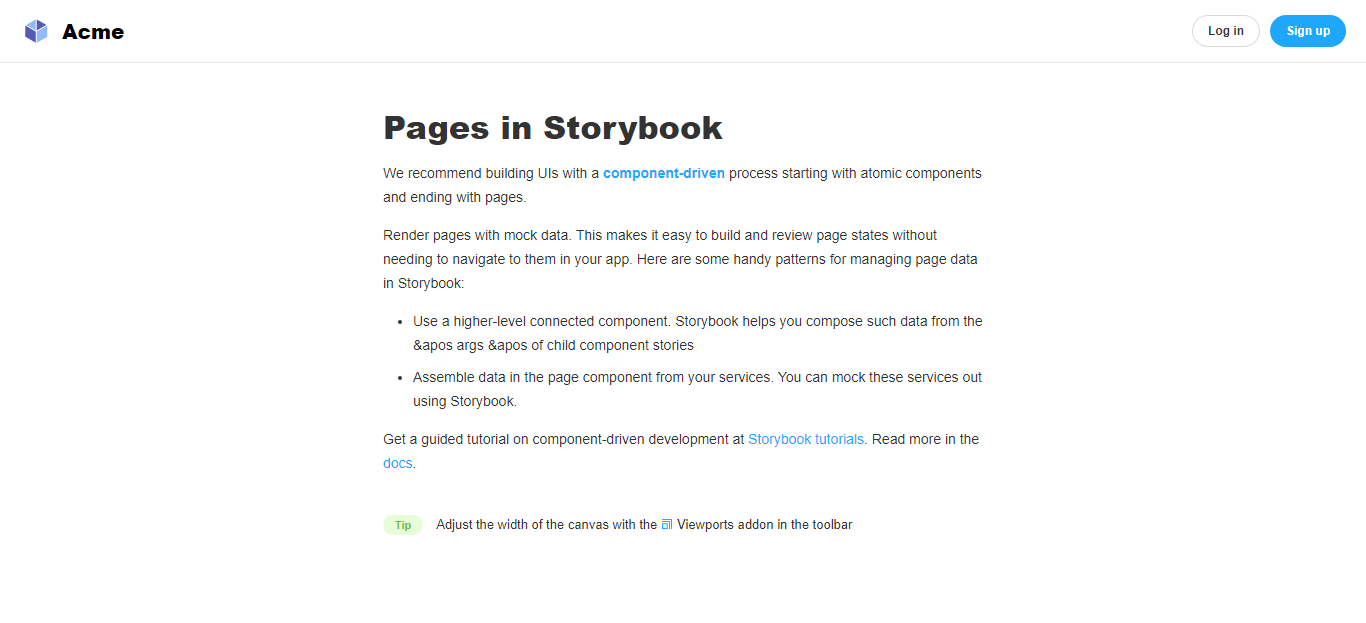 Acme
Log in
Sign up
Pages in Storybook
We recommend building UIs with a component-driven process starting with atomic components
and ending with pages.
Render pages with mock data. This makes it easy to build and review page states without
needing to navigate to them in your app. Here are some handy patterns for managing page data
in Storybook:
• Use a higher-level connected component. Storybook helps you compose such data from the
&apos args &apos of child component stories
• Assemble data in the page component from your services. You can mock these services out
using Storybook.
Get a guided tutorial on component-driven development at Storybook tutorials. Read more in the
docs.
Tip Adjust the width of the canvas with the Viewports addon in the toolbar